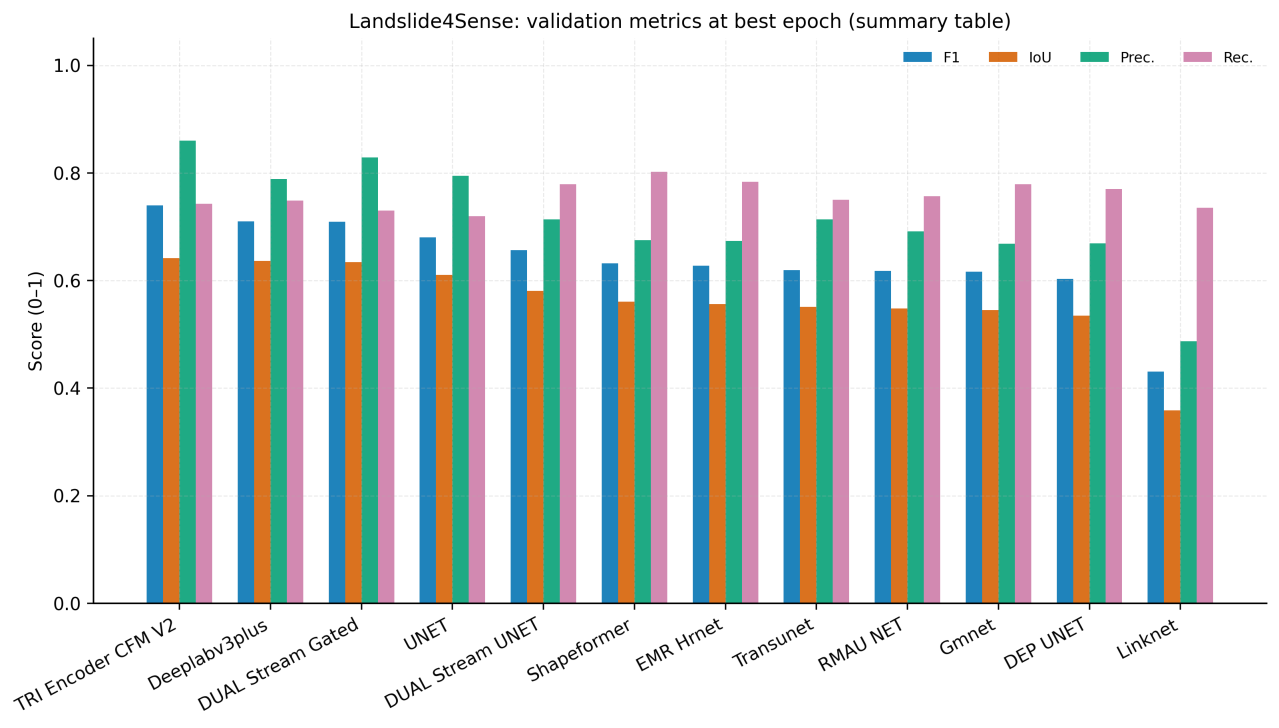 Landslide4Sense: validation metrics at best epoch (summary table)
F1 IoU Prec. Rec.
Score (0–1)
1.0
0.8
0.6
0.4
0.2
0.0
TRI Encoder CFM V2
Deeplabv3plus
DUAL Stream Gated
UNET
DUAL Stream UNET
Shapeformer
EMR Hrnet
Transunet
RMAU NET
Gmnet
DEP UNET
Linknet